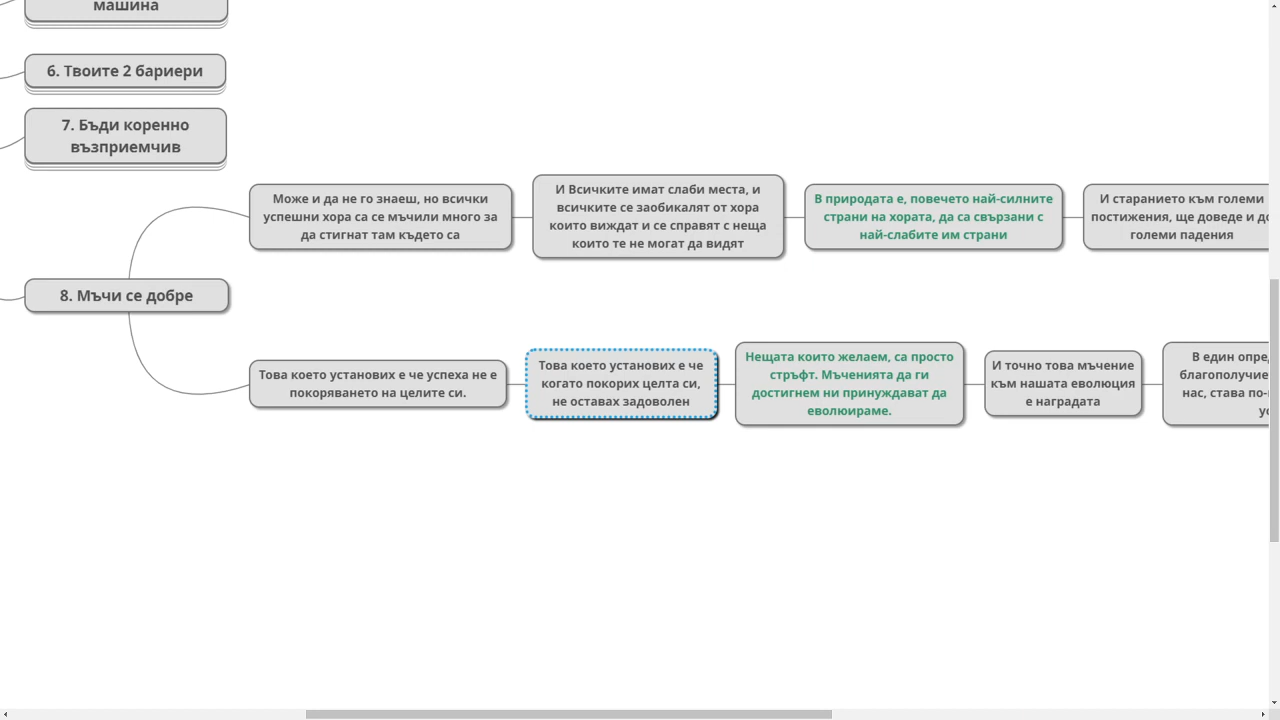 машина
6. Твоите 2 бариери
7. Бъди коренно
възприемчив
Може и да не го знаеш, но всички
успешни хора са се мъчили много за
да стигнат там където са
И Всичките имат слаби места, и
всичките се заобикалят от хора
които виждат и се справят с неща
които те не могат да видят
В природата е, повечето най-силните
страни на хората, да са свързани с
най-слабите им страни
И старанието към големи
постижения, ще доведе и до
големи падения
8. Мъчи се добре
Това което установих е че успеха не е
покоряването на целите си.
Това което установих е че
когато покорих целта си,
не оставах задоволен
Нещата които желаем, са просто
стръфт. Мъченията да ги
достигнем ни принуждават да
еволюираме.
И точно това мъчение
към нашата еволюция
е наградата
В един
благополучие
нас, става